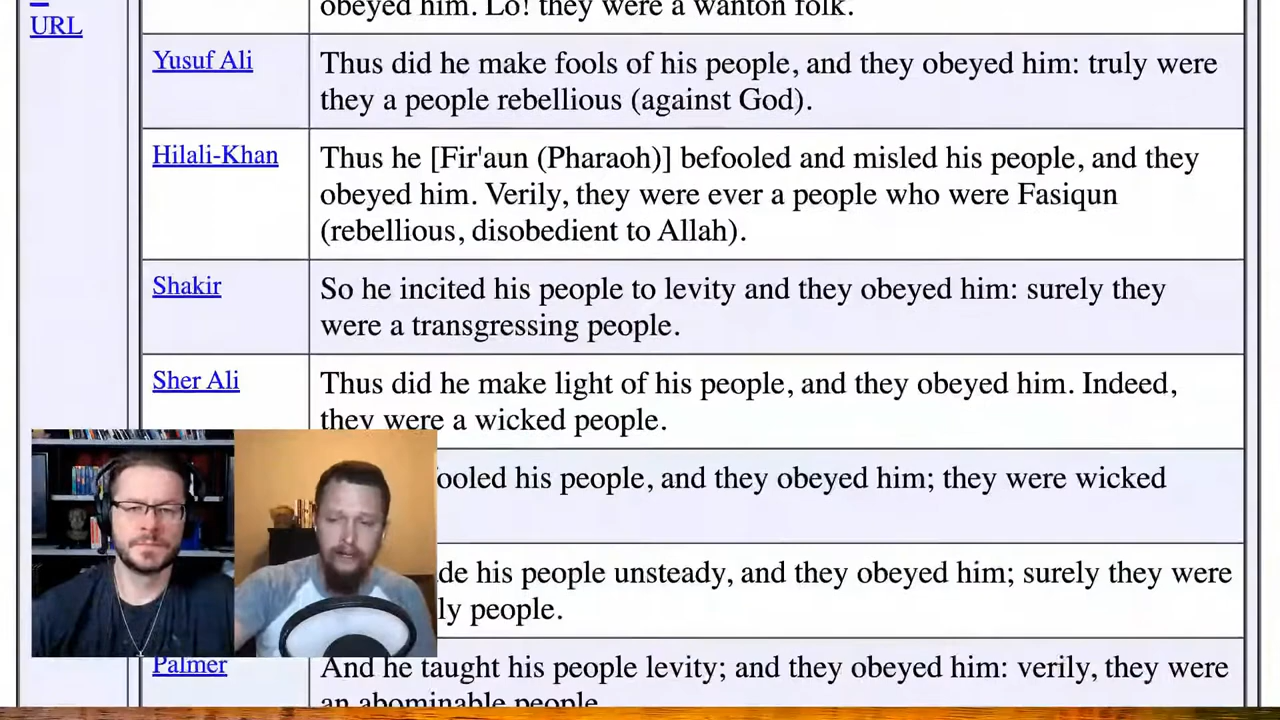 obeyed him. Lo! they were a wanton folk.
URL
Yusuf Ali
Thus did he make fools of his people, and they obeyed him: truly were
they a people rebellious (against God).
Hilali-Khan
Thus he [Fir'aun (Pharaoh)] befooled and misled his people, and they
obeyed him. Verily, they were ever a people who were Fasiqun
(rebellious, disobedient to Allah).
Shakir
So he incited his people to levity and they obeyed him: surely they
were a transgressing people.
Sher Ali
Thus did he make light of his people, and they obeyed him. Indeed,
they were a wicked people.
ooled his people, and they obeyed him; they were wicked
de his people unsteady, and they obeyed him; surely they were
ly people.
Palmer
And he taught his people levity; and they obeyed him: verily, they were
an abominable people.